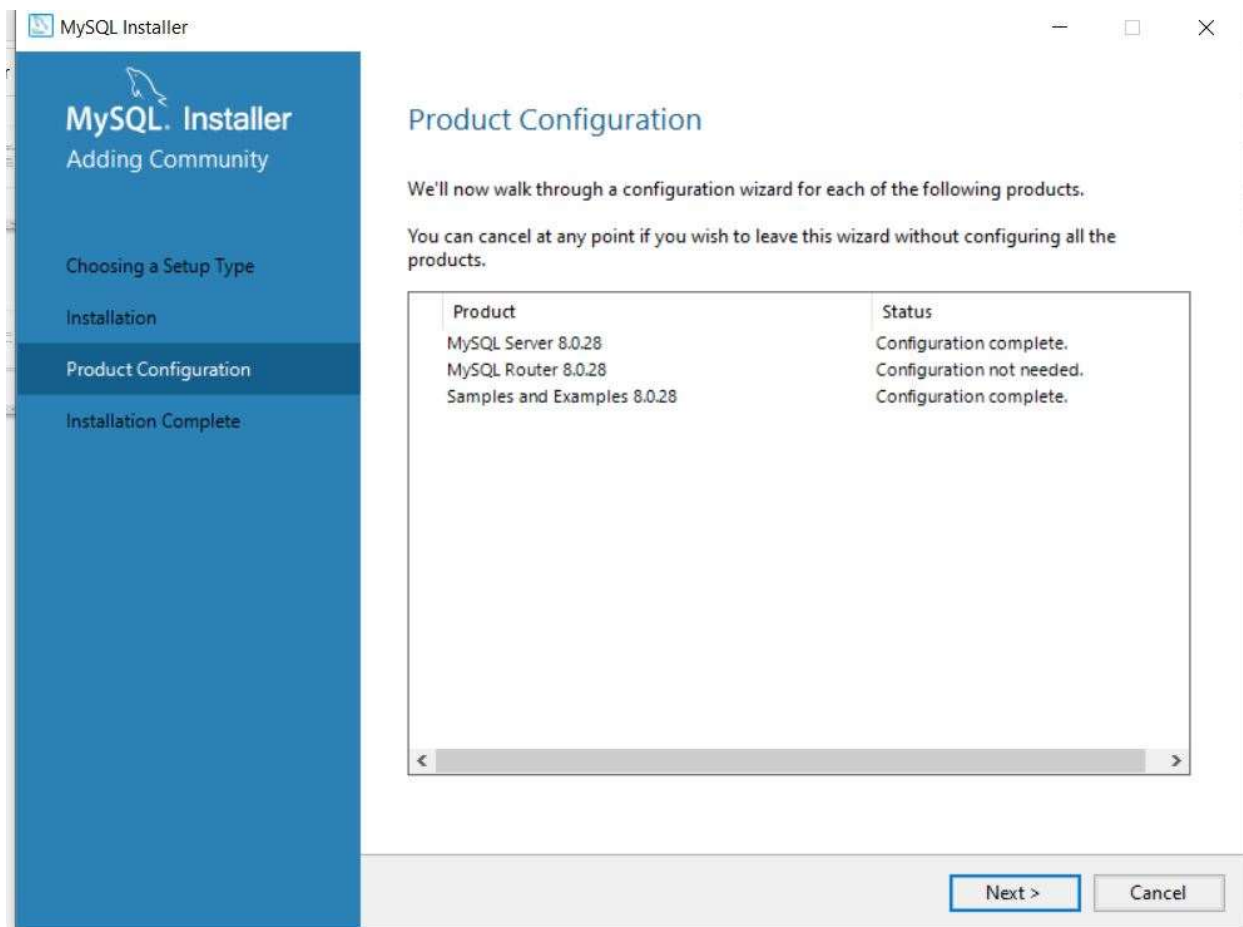 MySQL Installer
MySQL. Installer
Adding Community
Choosing a Setup Type
Installation
Product Configuration
Installation Complete
Product Configuration
We'll now walk through a configuration wizard for each of the following products.
You can cancel at any point if you wish to leave this wizard without configuring all the
products.
Product Status
MySQL Server 8.0.28 Configuration complete.
MySQL Router 8.0.28 Configuration not needed.
Samples and Examples 8.0.28 Configuration complete.
Next > Cancel